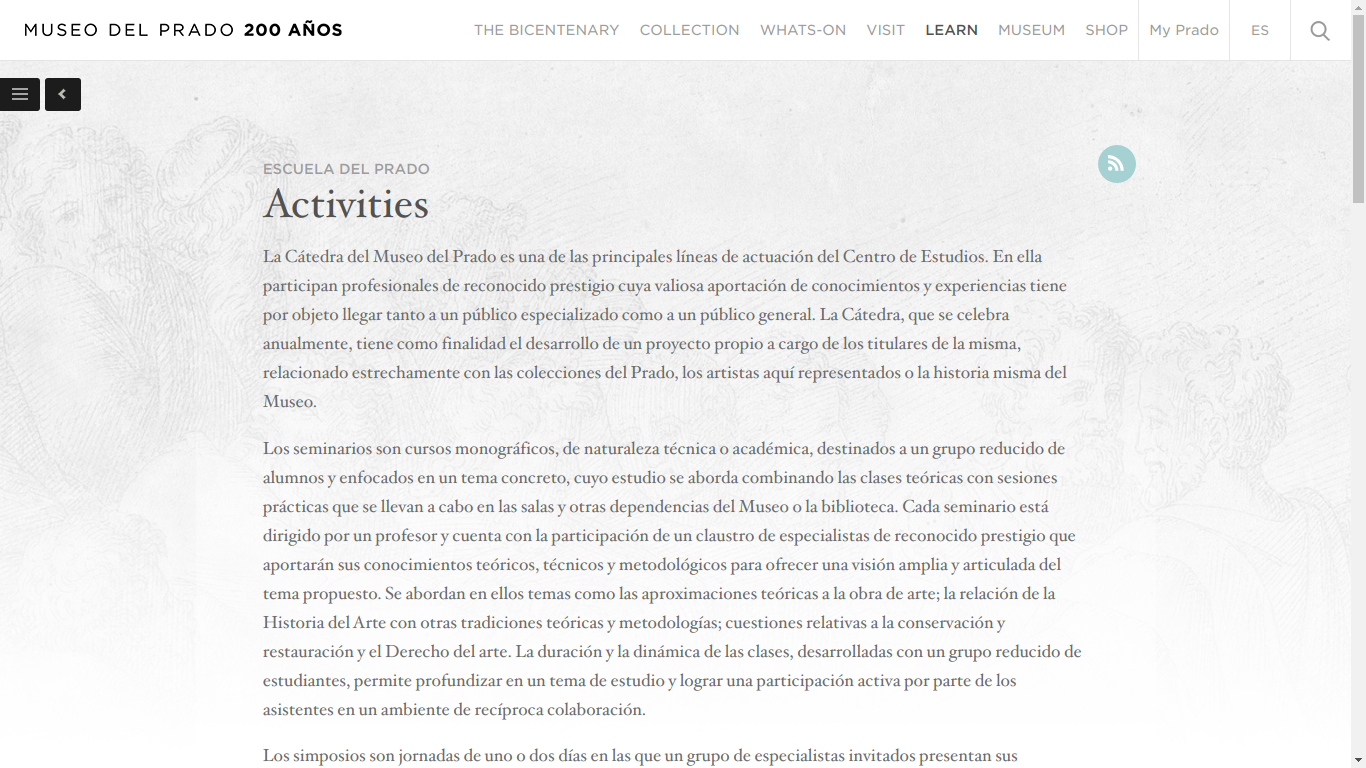 MUSEO DEL PRADO 200 AÑOS
THE BICENTENARY COLLECTION WHATS-ON VISIT LEARN MUSEUM SHOP My Prado ES
ESCUELA DEL PRADO
Activities
La Cátedra del Museo del Prado es una de las principales líneas de actuación del Centro de Estudios. En ella
participan profesionales de reconocido prestigio cuya valiosa aportación de conocimientos y experiencias tiene
por objeto llegar tanto a un público especializado como a un público general. La Cátedra, que se celebra
anualmente, tiene como finalidad el desarrollo de un proyecto propio a cargo de los titulares de la misma,
relacionado estrechamente con las colecciones del Prado, los artistas aquí representados o la historia misma del
Museo.
Los seminarios son cursos monográficos, de naturaleza técnica o académica, destinados a un grupo reducido de
alumnos y enfocados en un tema concreto, cuyo estudio se aborda combinando las clases teóricas con sesiones
prácticas que se llevan a cabo en las salas y otras dependencias del Museo o la biblioteca. Cada seminario está
dirigido por un profesor y cuenta con la participación de un claustro de especialistas de reconocido prestigio que
aportarán sus conocimientos teóricos, técnicos y metodológicos para ofrecer una visión amplia y articulada del
tema propuesto. Se abordan en ellos temas como las aproximaciones teóricas a la obra de arte; la relación de la
Historia del Arte con otras tradiciones teóricas y metodologías; cuestiones relativas a la conservación y
restauración y el Derecho del arte. La duración y la dinámica de las clases, desarrolladas con un grupo reducido de
estudiantes, permite profundizar en un tema de estudio y lograr una participación activa por parte de los
asistentes en un ambiente de recíproca colaboración.
Los simposios son jornadas de uno o dos días en las que un grupo de especialistas invitados presentan sus